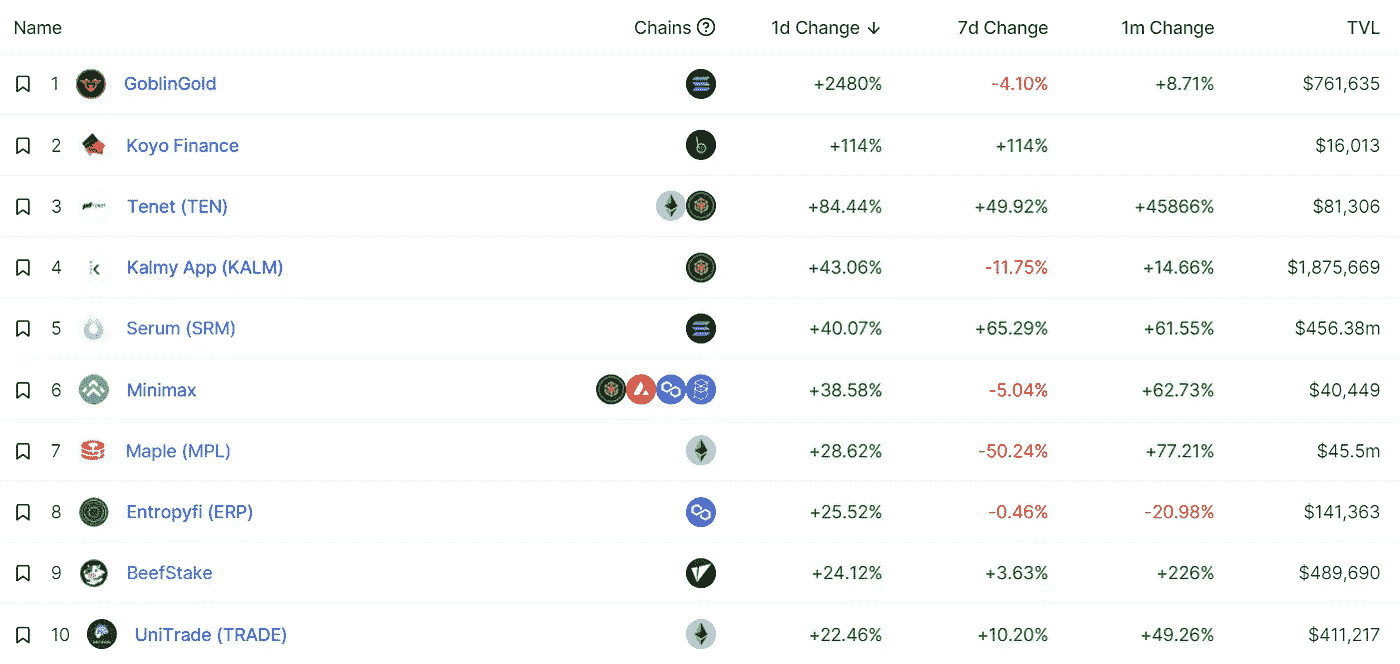 Name Chains ? 1d Change ↓ 7d Change 1m Change TVL
1 GoblinGold +2480% -4.10% +8.71% $761,635
2 Koyo Finance +114% +114% $16,013
3 Tenet (TEN) +84.44% +49.92% +45866% $81,306
4 Kalmy App (KALM) +43.06% -11.75% +14.66% $1,875,669
5 Serum (SRM) +40.07% +65.29% +61.55% $456.38m
6 Minimax +38.58% -5.04% +62.73% $40,449
7 Maple (MPL) +28.62% -50.24% +77.21% $45.5m
8 Entropyfi (ERP) +25.52% -0.46% -20.98% $141,363
9 BeefStake +24.12% +3.63% +226% $489,690
10 UniTrade (TRADE) +22.46% +10.20% +49.26% $411,217